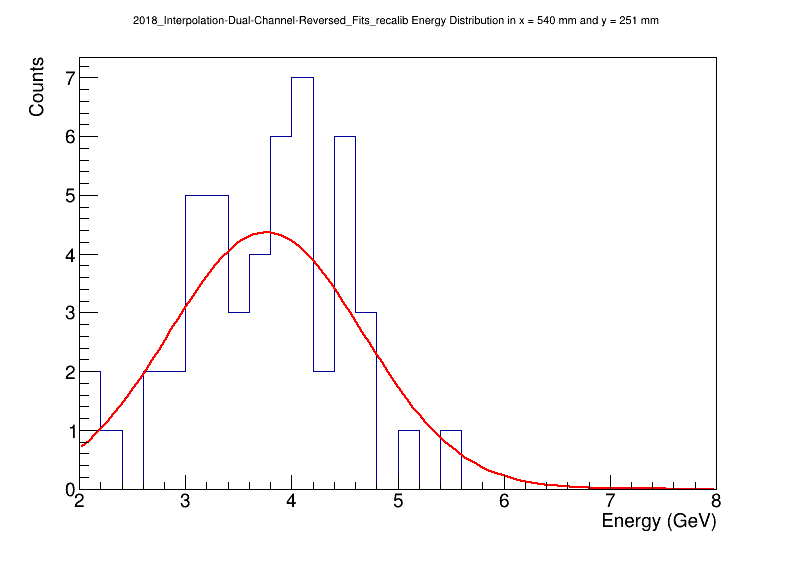 2018_Interpolation-Dual-Channel-Reversed_Fits_recalib Energy Distribution in x = 540 mm and y = 251 mm
Counts
7
6
5
4
3
2
1
0
2 3 4 5 6 7 8
Energy (GeV)